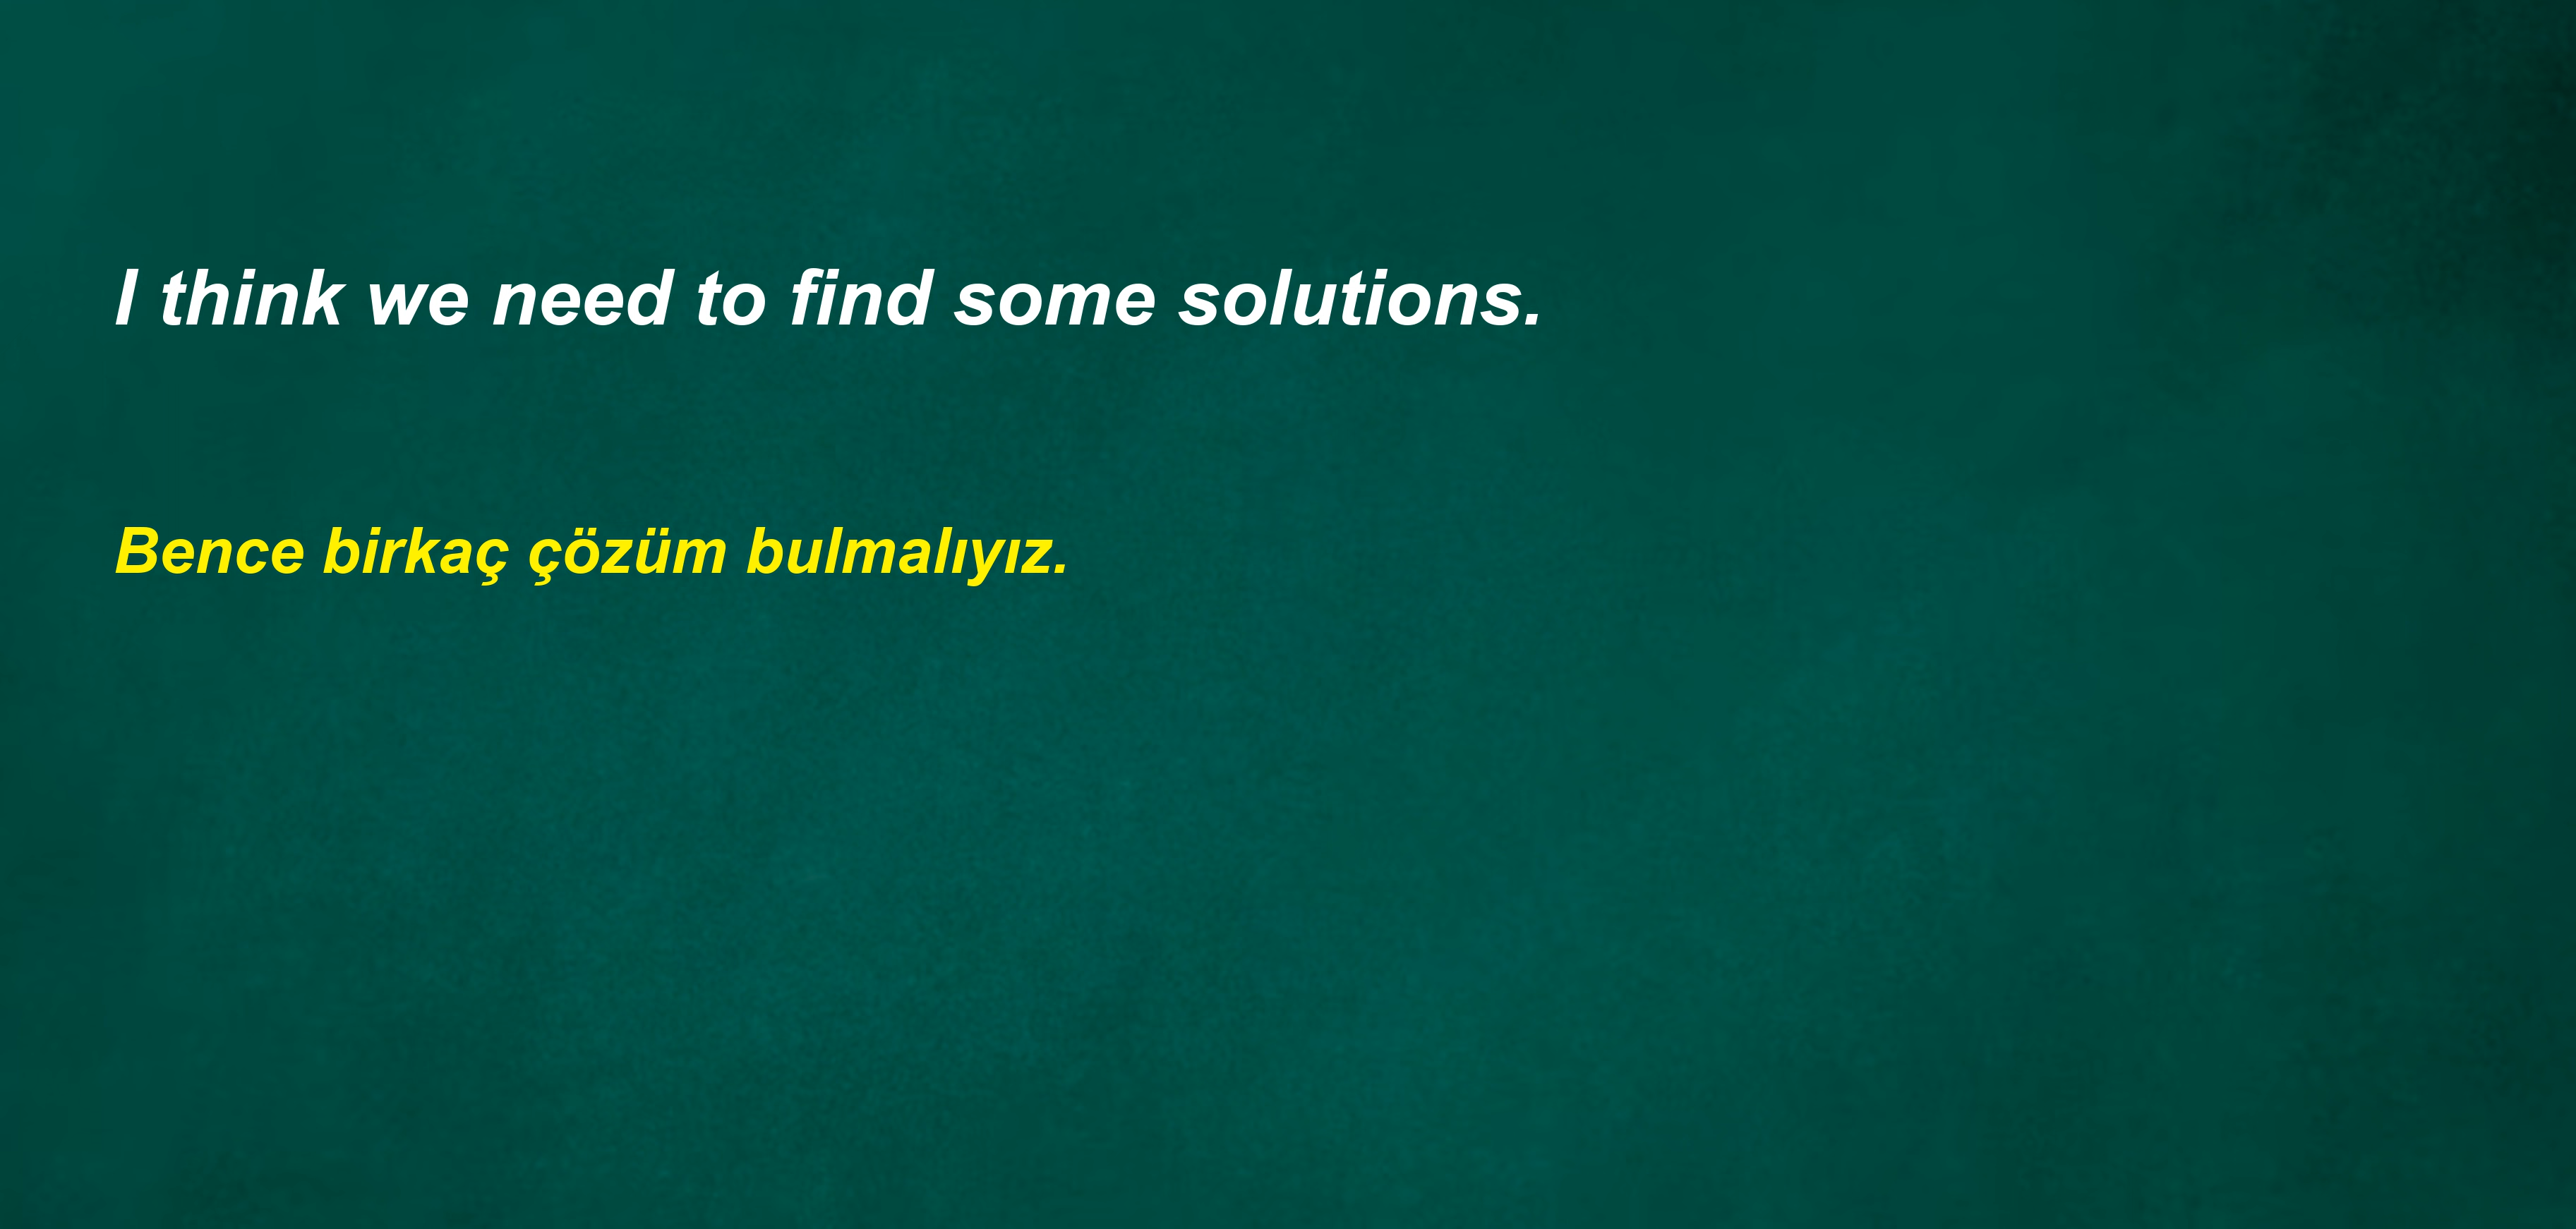 I think we need to find some solutions.
Bence birkaç çözüm bulmalıyız.